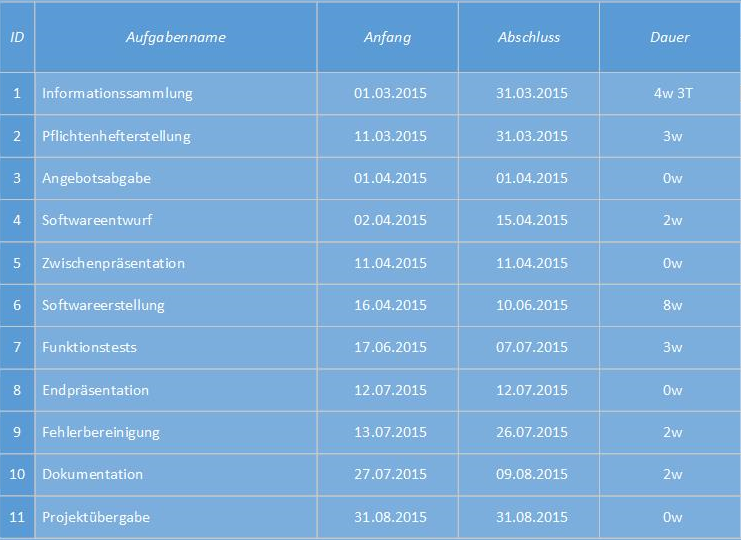 ID Aufgabenname Anfang Abschluss Dauer
1 Informationssammlung 01.03.2015 31.03.2015 4w 3T
2 Pflichtenhefterstellung 11.03.2015 31.03.2015 3w
3 Angebotsabgabe 01.04.2015 01.04.2015 0w
4 Softwareentwurf 02.04.2015 15.04.2015 2w
5 Zwischenpräsentation 11.04.2015 11.04.2015 0w
6 Softwareerstellung 16.04.2015 10.06.2015 8w
7 Funktionstests 17.06.2015 07.07.2015 3w
8 Endpräsentation 12.07.2015 12.07.2015 0w
9 Fehlerbereinigung 13.07.2015 26.07.2015 2w
10 Dokumentation 27.07.2015 09.08.2015 2w
11 Projektübergabe 31.08.2015 31.08.2015 0w